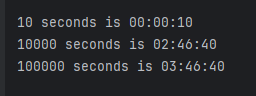 10 seconds is 00:00:10
10000 seconds is 02:46:40
100000 seconds is 03:46:40